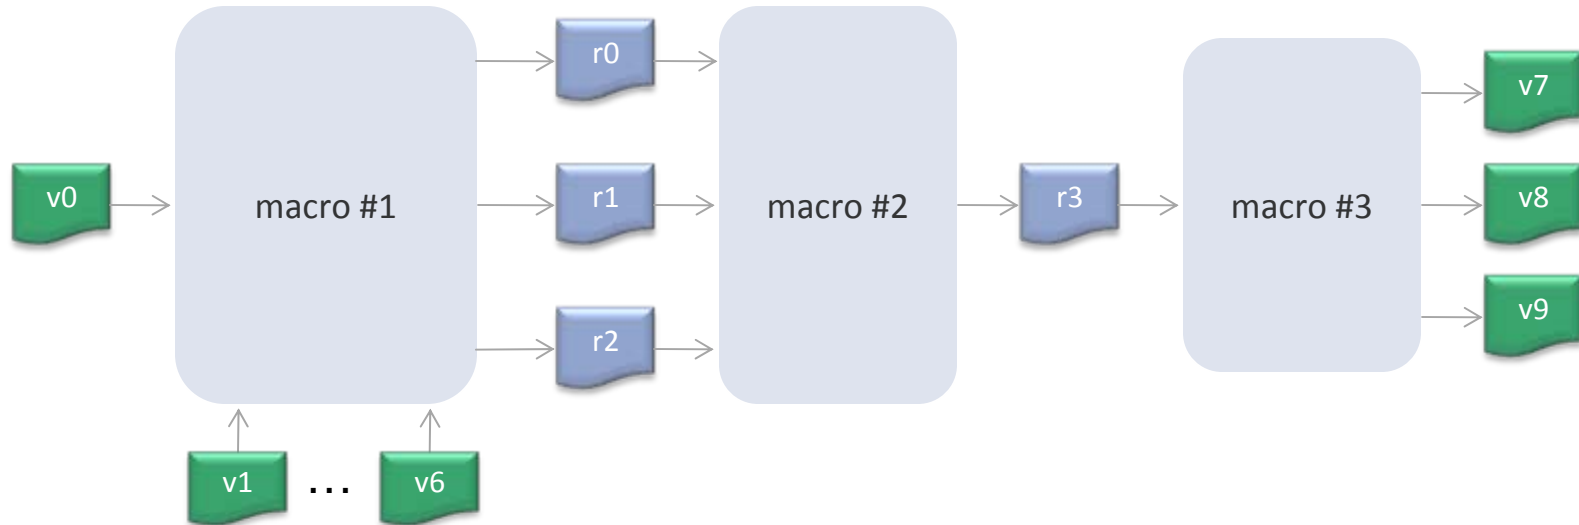 v0
macro #1
v1
...
v6
r0
r1
r2
macro #2
r3
macro #3
v7
v8
v9